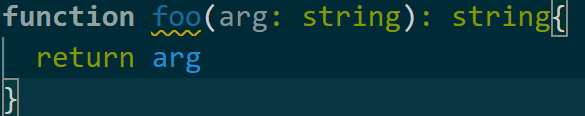 function foo(arg: string): string{
  return arg
}